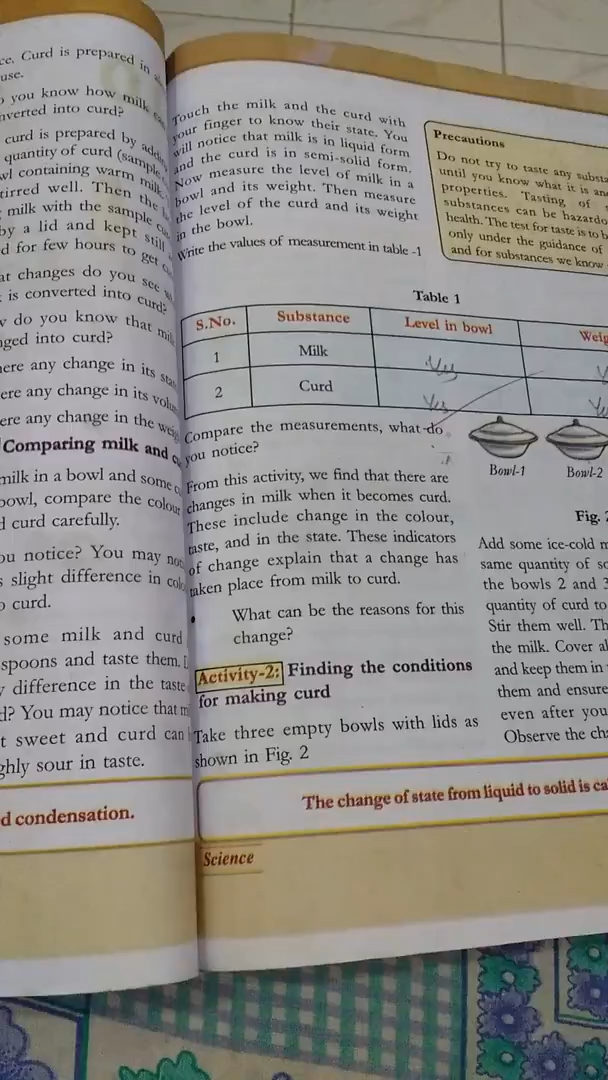 ce. Curd is prepared in
use.
you know how milk
nverted into curd?
curd is prepared by adding
quantity of curd (sample
wl containing warm milk
tirred well. Then the
milk with the sample
by a lid and kept still
d for few hours to get
at changes do you see
is converted into curd?
do you know that milk
nged into curd?
here any change in its
ere any change in its
ere any change in the
Comparing milk and
milk in a bowl and some
bowl, compare the colour
d curd carefully.
ou notice? You may not
slight difference in
curd.
some milk and curd
spoons and taste them.
difference in the taste
d? You may notice that
t sweet and curd can
ghly sour in taste.
d condensation.
Touch the milk and the curd with
your finger to know their state. You
will notice that milk is in liquid form
and the curd is in semi-solid form.
Now measure the level of milk in a
bowl and its weight. Then measure
the level of the curd and its weight
in the bowl.
Write the values of measurement in table -1
Table 1
S.No. Substance Level in bowl Weig
1 Milk Yes
2 Curd Yes
Compare the measurements, what do
you notice?
From this activity, we find that there are
changes in milk when it becomes curd.
These include change in the colour,
taste, and in the state. These indicators
of change explain that a change has
taken place from milk to curd.
• What can be the reasons for this
change?
Activity-2: Finding the conditions
for making curd
Take three empty bowls with lids as
shown in Fig. 2
Precautions
Do not try to taste any substa
until you know what it is and
properties. Tasting of
substances can be hazardo
health. The test for taste is to b
only under the guidance of
and for substances we know
Bowl-1 Bowl-2
Fig. 2
Add some ice-cold m
same quantity of
the bowls 2 and 3
quantity of curd to
Stir them well. Th
the milk. Cover al
and keep them in
them and ensure
even after you
Observe the cha
The change of state from liquid to solid is ca
Science